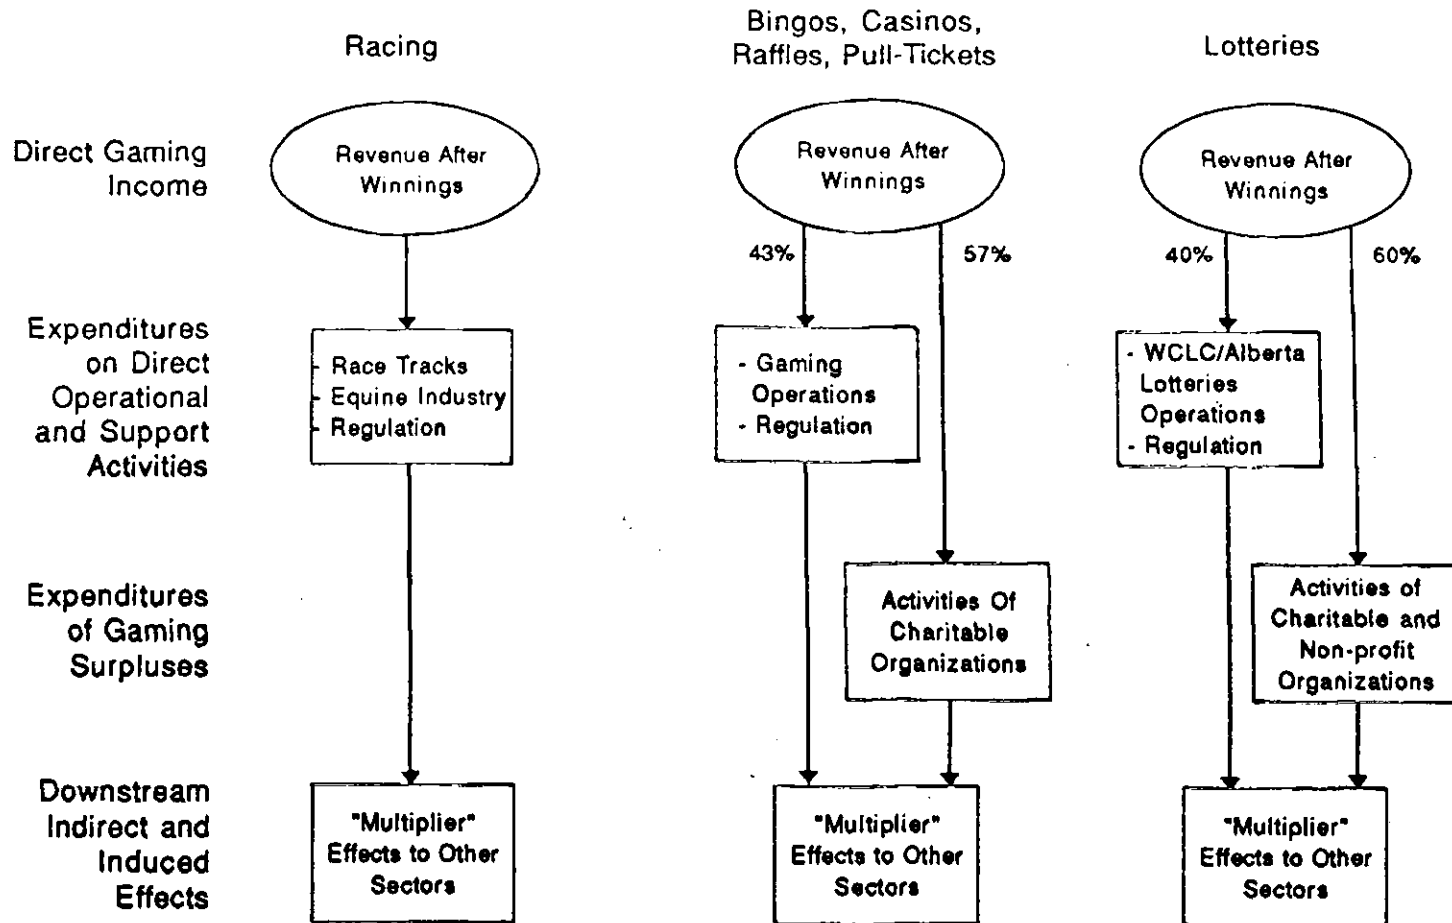 Racing
Bingos, Casinos,
Raffles, Pull-Tickets
Lotteries
Direct Gaming
Income
Revenue After
Winnings
Revenue After
Winnings
Revenue After
Winnings
43%
57%
40%
60%
Expenditures
on Direct
Operational
and Support
Activities
- Race Tracks
- Equine Industry
- Regulation
- Gaming
Operations
- Regulation
- WCLC/Alberta
Lotteries
Operations
- Regulation
Expenditures
of Gaming
Surpluses
Activities Of
Charitable
Organizations
Activities of
Charitable and
Non-profit
Organizations
Downstream
Indirect and
Induced
Effects
"Multiplier"
Effects to Other
Sectors
"Multiplier"
Effects to Other
Sectors
"Multiplier"
Effects to Other
Sectors